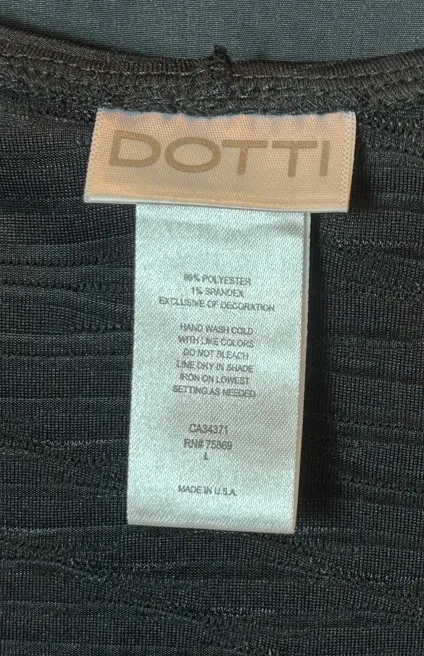 DOTTI
99% POLYESTER
1% SPANDEX
EXCLUSIVE OF DECORATION
HAND WASH COLD
WITH LIKE COLORS
DO NOT BLEACH
LINE DRY IN SHADE
IRON ON LOWEST
SETTING AS NEEDED
CA34371
RN# 75869
L
MADE IN U.S.A.